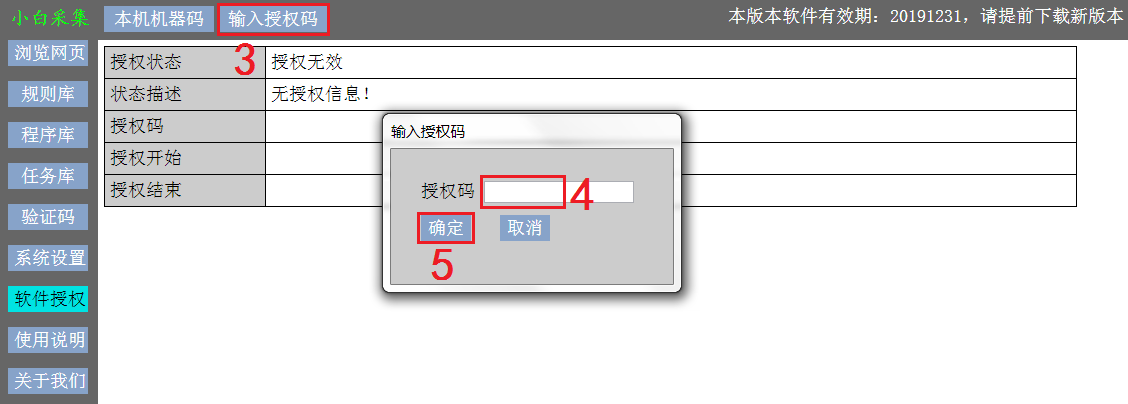 小白采集 本机机器码 输入授权码 本版本软件有效期：20191231，请提前下载新版本
3
浏览网页
规则库
程序库
任务库
验证码
系统设置
软件授权
使用说明
关于我们
授权状态 授权无效
状态描述 无授权信息！
授权码
授权开始
授权结束
输入授权码
授权码 4
确定 取消
5